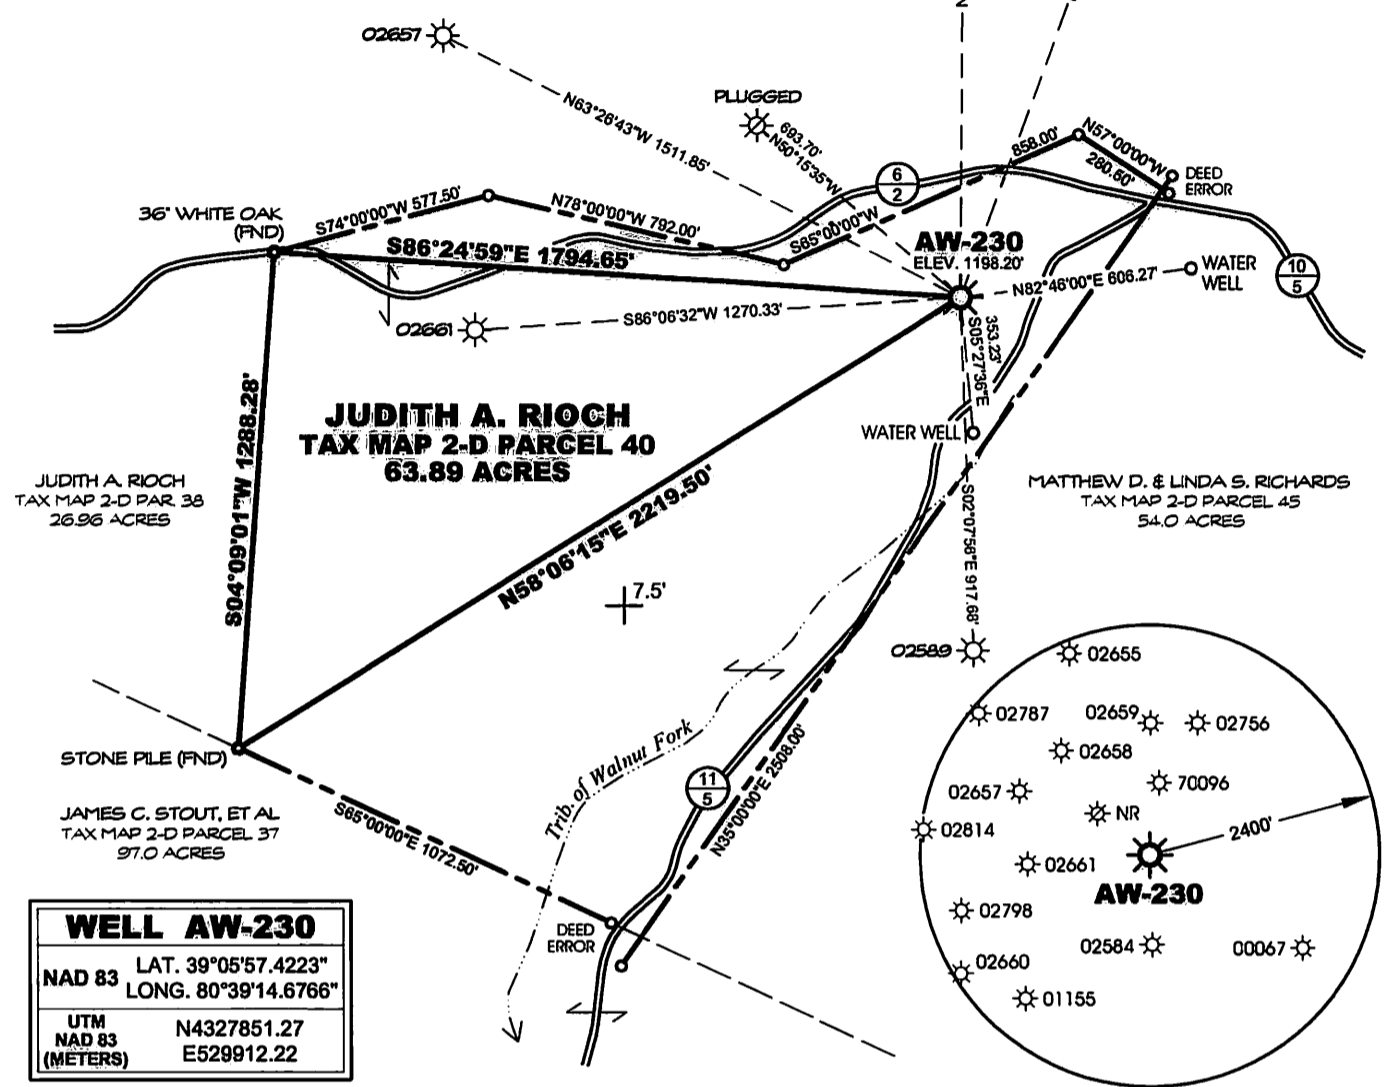 2
02657
N63°26'43"W 1511.85'
PLUGGED
693.70'
N50°15'35"W
6
2
858.00'
N57°00'00"W
280.50'
DEED
ERROR
36" WHITE OAK
(FND)
S74°00'00"W 577.50'
N78°00'00"W 792.00'
S65°00'00"W
S86°24'59"E 1794.65'
AW-230
ELEV. 1198.20'
N82°46'00"E 606.27'
WATER
WELL
10
5
02661
S86°06'32"W 1270.33'
353.23'
S05°27'36"E
S04°09'01"W 1288.28'
JUDITH A. RIOCH
TAX MAP 2-D PARCEL 40
63.89 ACRES
WATER WELL
JUDITH A. RIOCH
TAX MAP 2-D PAR. 38
26.96 ACRES
N58°06'15"E 2219.50'
S02°07'58"E 917.68'
MATTHEW D. & LINDA S. RICHARDS
TAX MAP 2-D PARCEL 45
54.0 ACRES
7.5'
02589
STONE PILE (FND)
Trib. of Walnut Fork
11
5
N35°00'00"E 2508.00'
JAMES C. STOUT, ET AL
TAX MAP 2-D PARCEL 37
97.0 ACRES
S65°00'00"E 1072.50'
DEED
ERROR
02655
02787
02659
02756
02658
02657
70096
02814
NR
2400'
02661
AW-230
02798
02584
00067
02660
01155
WELL AW-230
NAD 83
LAT. 39°05'57.4223"
LONG. 80°39'14.6766"
UTM
NAD 83
(METERS)
N4327851.27
E529912.22